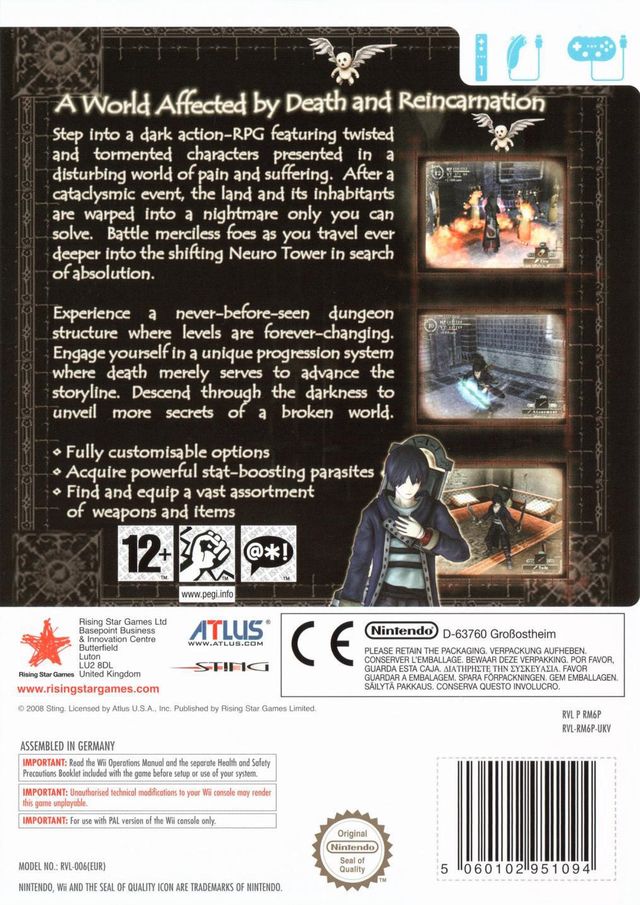 1
A World Affected by Death and Reincarnation
Step into a dark action-RPG featuring twisted
and tormented characters presented in a
disturbing world of pain and suffering. After a
cataclysmic event, the land and its inhabitants
are warped into a nightmare only you can
solve. Battle merciless foes as you travel ever
deeper into the shifting Neuro Tower in search
of absolution.
Experience a never-before-seen dungeon
structure where levels are forever-changing.
Engage yourself in a unique progression system
where death merely serves to advance the
storyline. Descend through the darkness to
unveil more secrets of a broken world.
Fully customisable options
Acquire powerful stat-boosting parasites
Find and equip a vast assortment
of weapons and items
12+
@*!
www.pegi.info
Rising Star Games
Rising Star Games Ltd
Basepoint Business
& Innovation Centre
Butterfield
Luton
LU2 8DL
United Kingdom
www.risingstargames.com
ATLUS®
WWW.ATLUS.COM
STING
CE
Nintendo® D-63760 Großostheim
PLEASE RETAIN THE PACKAGING. VERPACKUNG AUFHEBEN.
CONSERVER L'EMBALLAGE. BEWAAR DEZE VERPAKKING. POR FAVOR,
GUARDA ESTA CAJA. ΔΙΑΤΗΡΗΣΤΕ ΤΗΝ ΣΥΣΚΕΥΑΣΙΑ. FAVOR
GUARDAR A EMBALAGEM. SPARA FÖRPACKNINGEN. GEM EMBALLAGEN.
SÄILYTÄ PAKKAUS. CONSERVA QUESTO INVOLUCRO.
© 2008 Sting. Licensed by Atlus U.S.A., Inc. Published by Rising Star Games Limited.
RVL P RM6P
RVL-RM6P-UKV
ASSEMBLED IN GERMANY
IMPORTANT: Read the Wii Operations Manual and the separate Health and Safety
Precautions Booklet included with the game before setup or use of your system.
IMPORTANT: Unauthorised technical modifications to your Wii console may render
this game unplayable.
IMPORTANT: For use with PAL version of the Wii console only.
MODEL NO.: RVL-006(EUR)
NINTENDO, Wii AND THE SEAL OF QUALITY ICON ARE TRADEMARKS OF NINTENDO.
Original
Nintendo®
Seal of
Quality
5 060102 951094